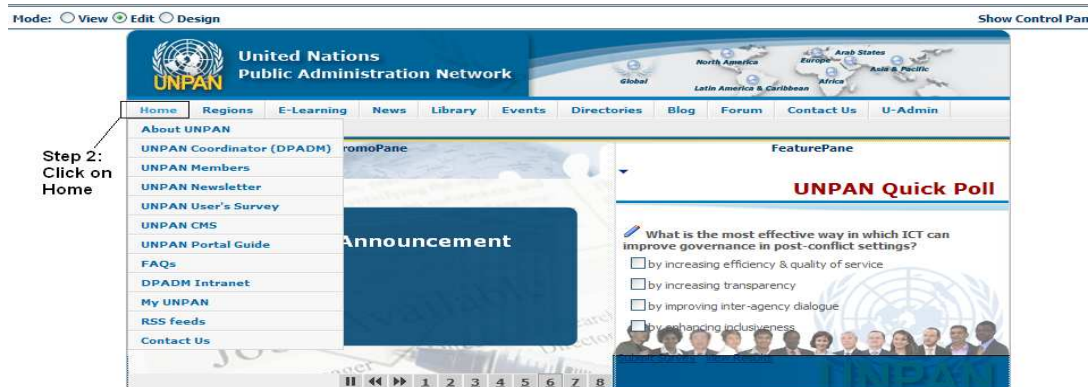 Mode: View Edit Design
Show Control Pan
United Nations
Public Administration Network
UNPAN
Global
North America
Latin America & Caribbean
Europe
Arab States
Africa
Asia & Pacific
Home Regions E-Learning News Library Events Directories Blog Forum Contact Us U-Admin
Step 2:
Click on
Home
About UNPAN
UNPAN Coordinator (DPADM)
UNPAN Members
UNPAN Newsletter
UNPAN User's Survey
UNPAN CMS
UNPAN Portal Guide
FAQs
DPADM Intranet
My UNPAN
RSS feeds
Contact Us
romoPane
Announcement
1 2 3 4 5 6 7 8
FeaturePane
UNPAN Quick Poll
What is the most effective way in which ICT can
improve governance in post-conflict settings?
by increasing efficiency & quality of service
by increasing transparency
by improving inter-agency dialogue
by enhancing inclusiveness
UNPAN